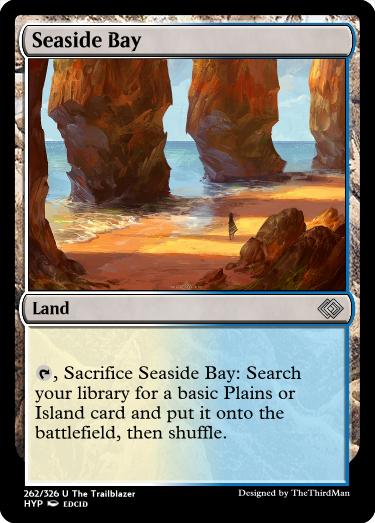 Seaside Bay
Land
, Sacrifice Seaside Bay: Search
your library for a basic Plains or
Island card and put it onto the
battlefield, then shuffle.
262/326 U The Trailblazer
Designed by TheThirdMan
HYP EDCID